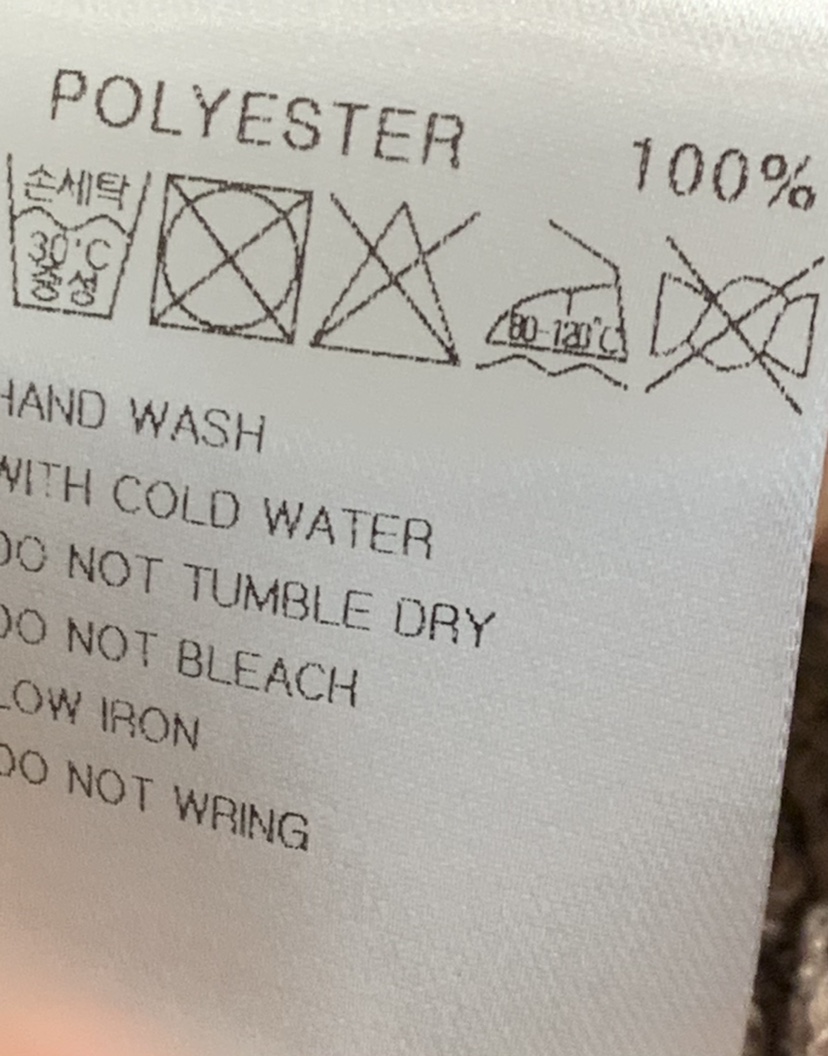 POLYESTER 100%
손세탁
30°C
중성
80-120°C
HAND WASH
WITH COLD WATER
DO NOT TUMBLE DRY
DO NOT BLEACH
LOW IRON
DO NOT WRING